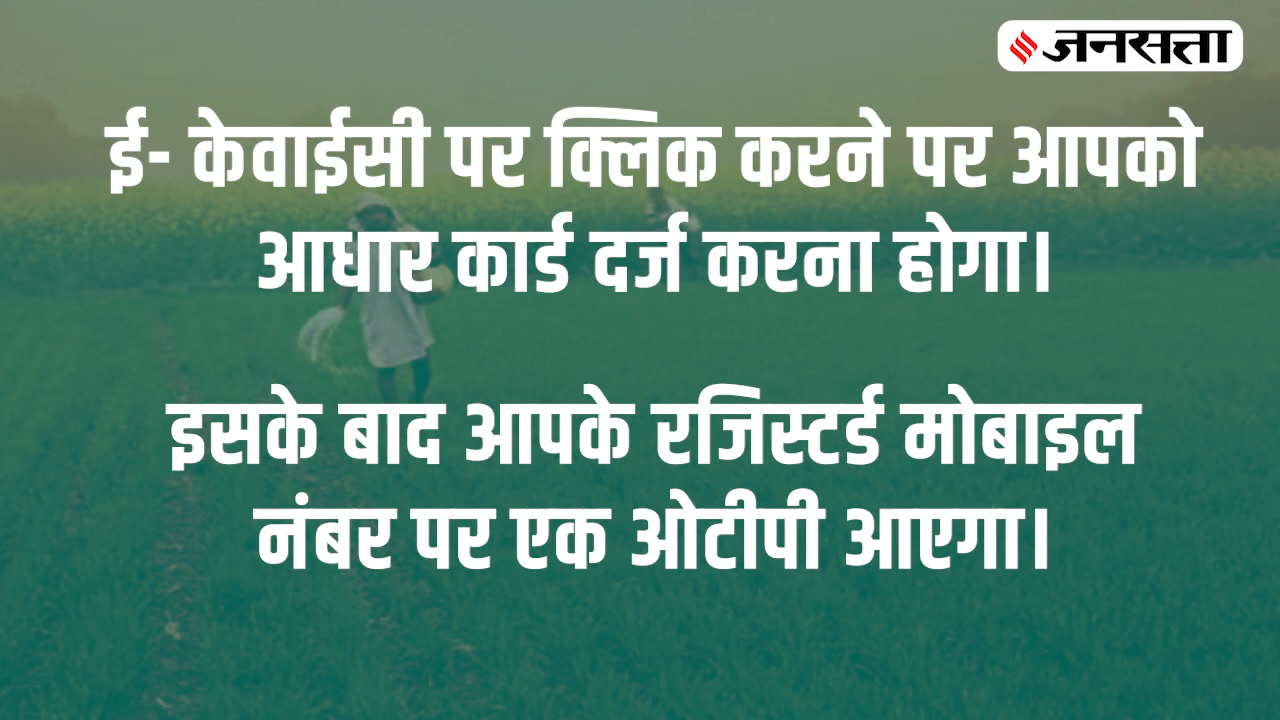 जनसत्ता
ई- केवाईसी पर क्लिक करने पर आपको
आधार कार्ड दर्ज करना होगा।
इसके बाद आपके रजिस्टर्ड मोबाइल
नंबर पर एक ओटीपी आएगा।